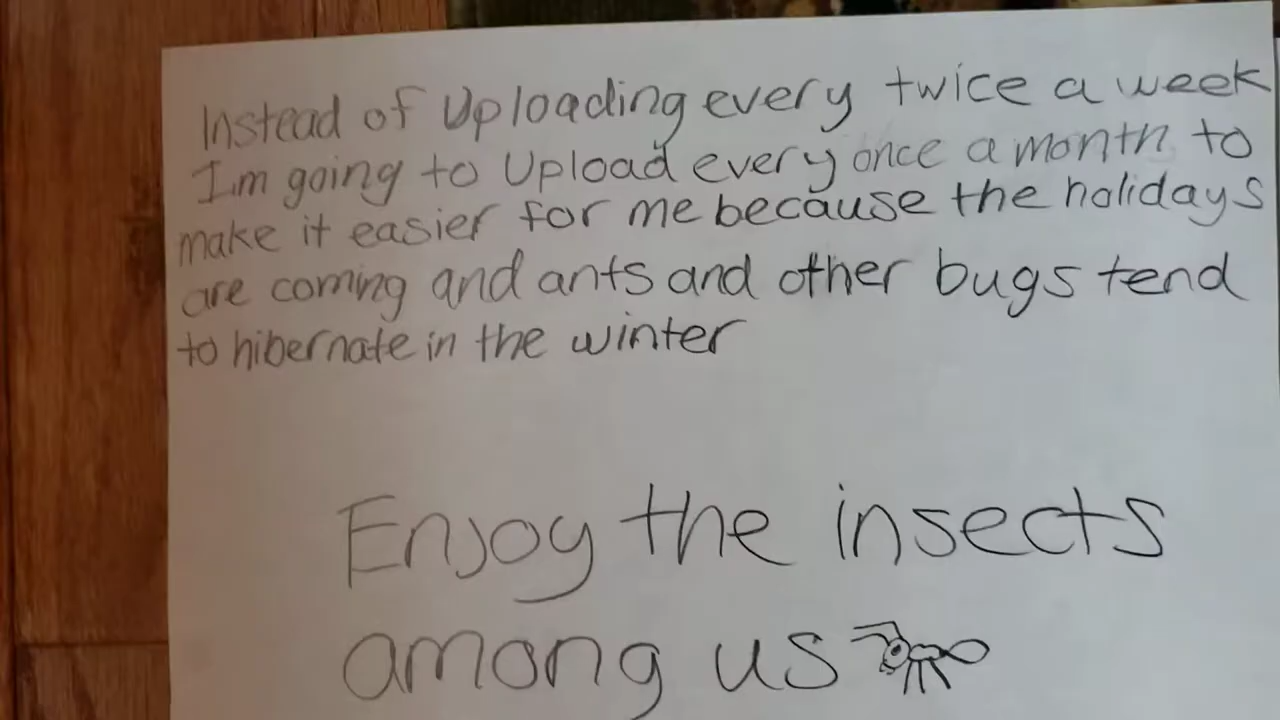 Instead of Uploading every twice a week
I'm going to Upload every once a month to
make it easier for me because the holidays
are coming and ants and other bugs tend
to hibernate in the winter
Enjoy the insects
among us